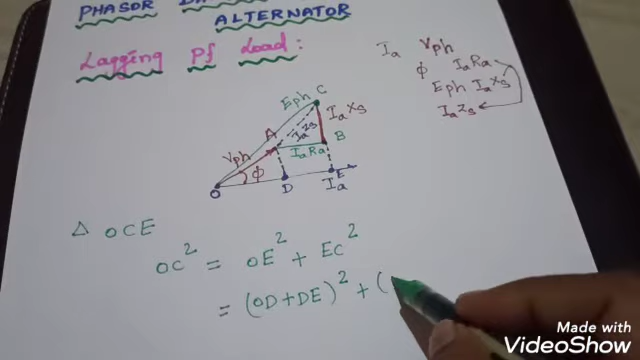 PHASOR
ALTERNATOR
Lagging Pf Load :
Ia Vph
φ IaRa
Eph IaXs
IaZs
Eph C
IaXs
A
IaZs
B
Vph
IaRa
φ
O D E
Ia
Δ OCE
OC² = OE² + EC²
= (OD+DE)² + (
Made with
VideoShow